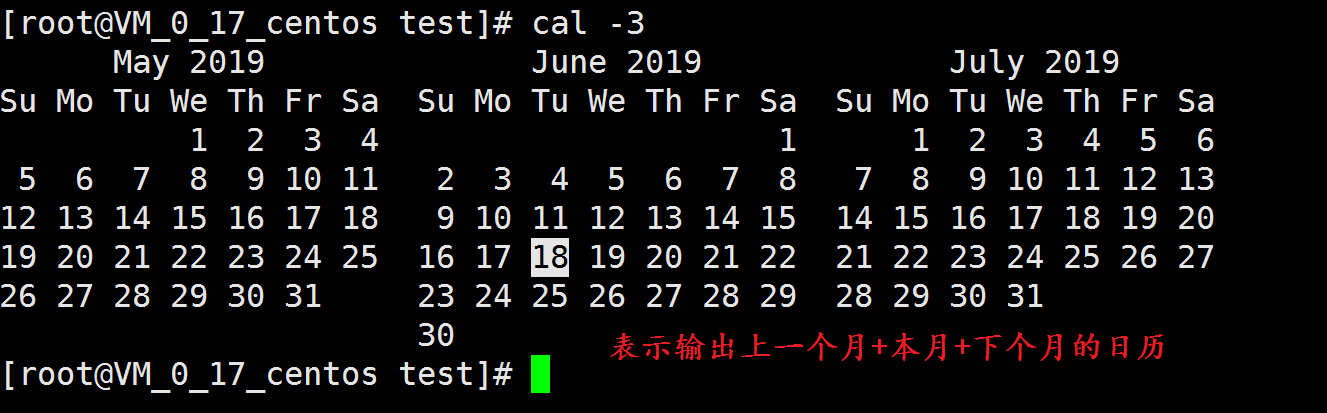 [root@VM_0_17_centos test]# cal -3
      May 2019              June 2019             July 2019
Su Mo Tu We Th Fr Sa  Su Mo Tu We Th Fr Sa  Su Mo Tu We Th Fr Sa
          1  2  3  4                     1      1  2  3  4  5  6
 5  6  7  8  9 10 11   2  3  4  5  6  7  8   7  8  9 10 11 12 13
12 13 14 15 16 17 18   9 10 11 12 13 14 15  14 15 16 17 18 19 20
19 20 21 22 23 24 25  16 17 18 19 20 21 22  21 22 23 24 25 26 27
26 27 28 29 30 31     23 24 25 26 27 28 29  28 29 30 31
                      30
表示输出上一个月+本月+下个月的日历
[root@VM_0_17_centos test]#